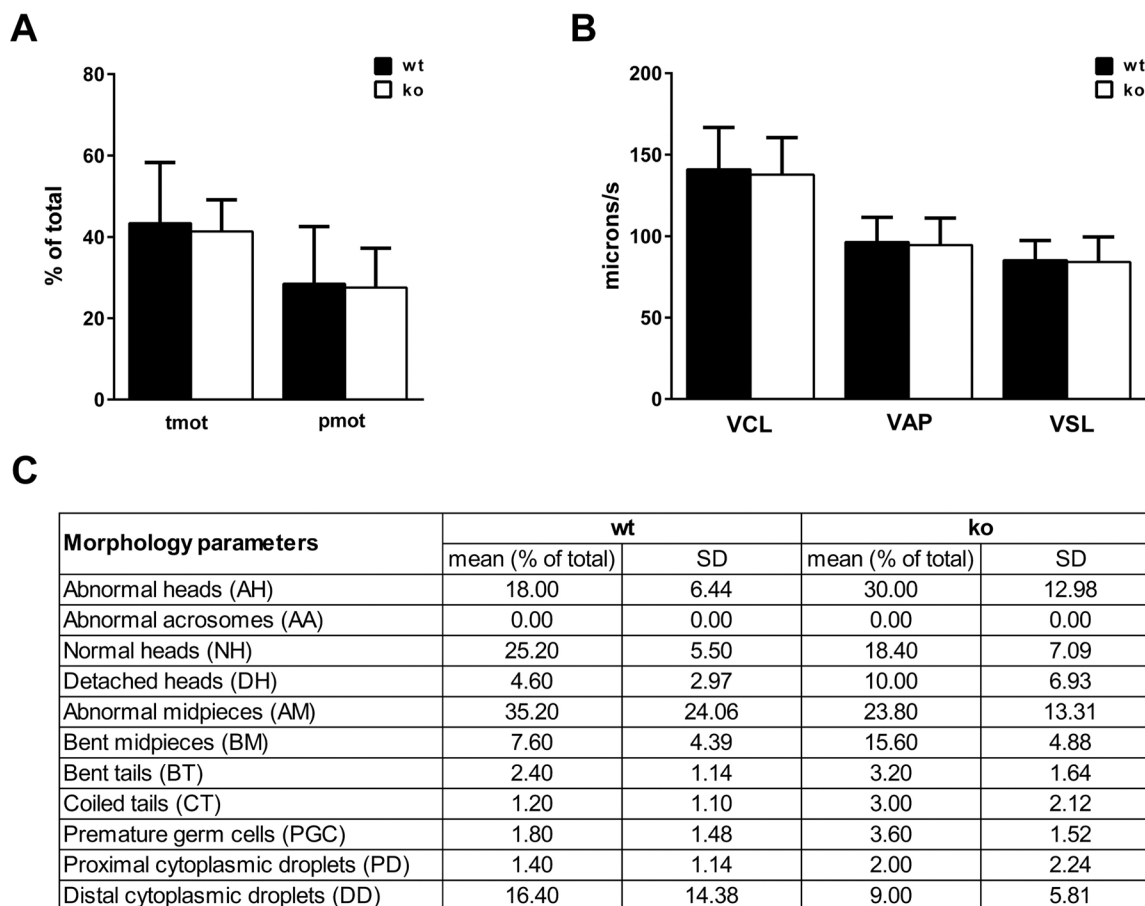 A
wt
ko
80
60
40
20
0
% of total
tmot pmot
B
wt
ko
200
150
100
50
0
microns/s
VCL VAP VSL
C
Morphology parameters wt ko
mean (% of total) SD mean (% of total) SD
Abnormal heads (AH) 18.00 6.44 30.00 12.98
Abnormal acrosomes (AA) 0.00 0.00 0.00 0.00
Normal heads (NH) 25.20 5.50 18.40 7.09
Detached heads (DH) 4.60 2.97 10.00 6.93
Abnormal midpieces (AM) 35.20 24.06 23.80 13.31
Bent midpieces (BM) 7.60 4.39 15.60 4.88
Bent tails (BT) 2.40 1.14 3.20 1.64
Coiled tails (CT) 1.20 1.10 3.00 2.12
Premature germ cells (PGC) 1.80 1.48 3.60 1.52
Proximal cytoplasmic droplets (PD) 1.40 1.14 2.00 2.24
Distal cytoplasmic droplets (DD) 16.40 14.38 9.00 5.81